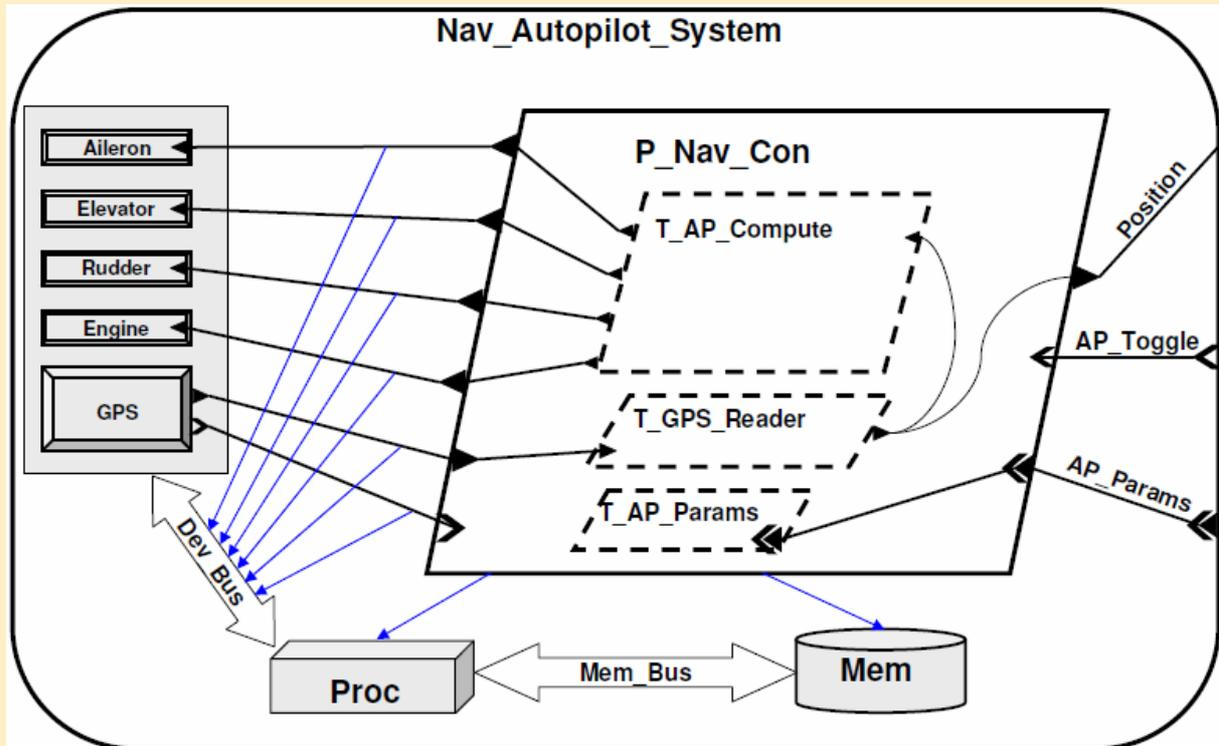 Nav_Autopilot_System
Aileron
Elevator
Rudder
Engine
GPS
P_Nav_Con
T_AP_Compute
T_GPS_Reader
T_AP_Params
Position
AP_Toggle
AP_Params
Dev_Bus
Proc
Mem_Bus
Mem